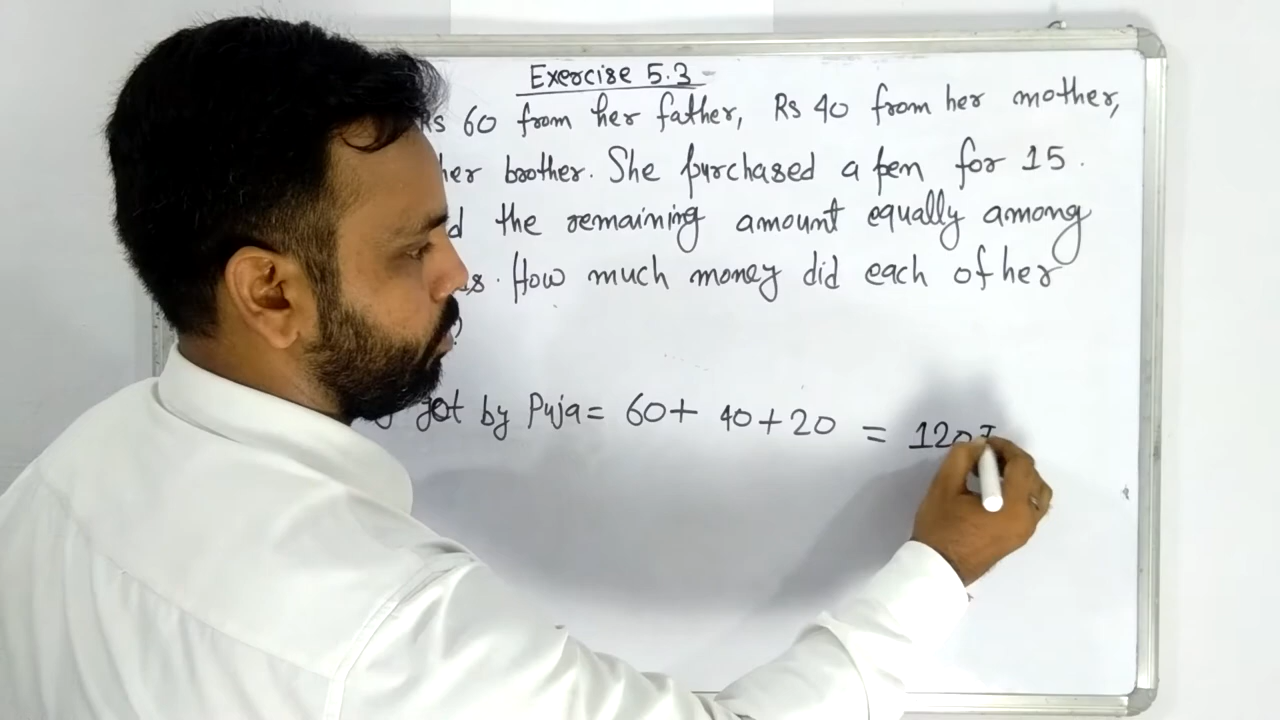 Exercise 5.3
Rs 60 from her father, Rs 40 from her mother,
her brother. She purchased a pen for 15.
the remaining amount equally among
How much money did each of her
?
got by Puja = 60 + 40 + 20 = 120